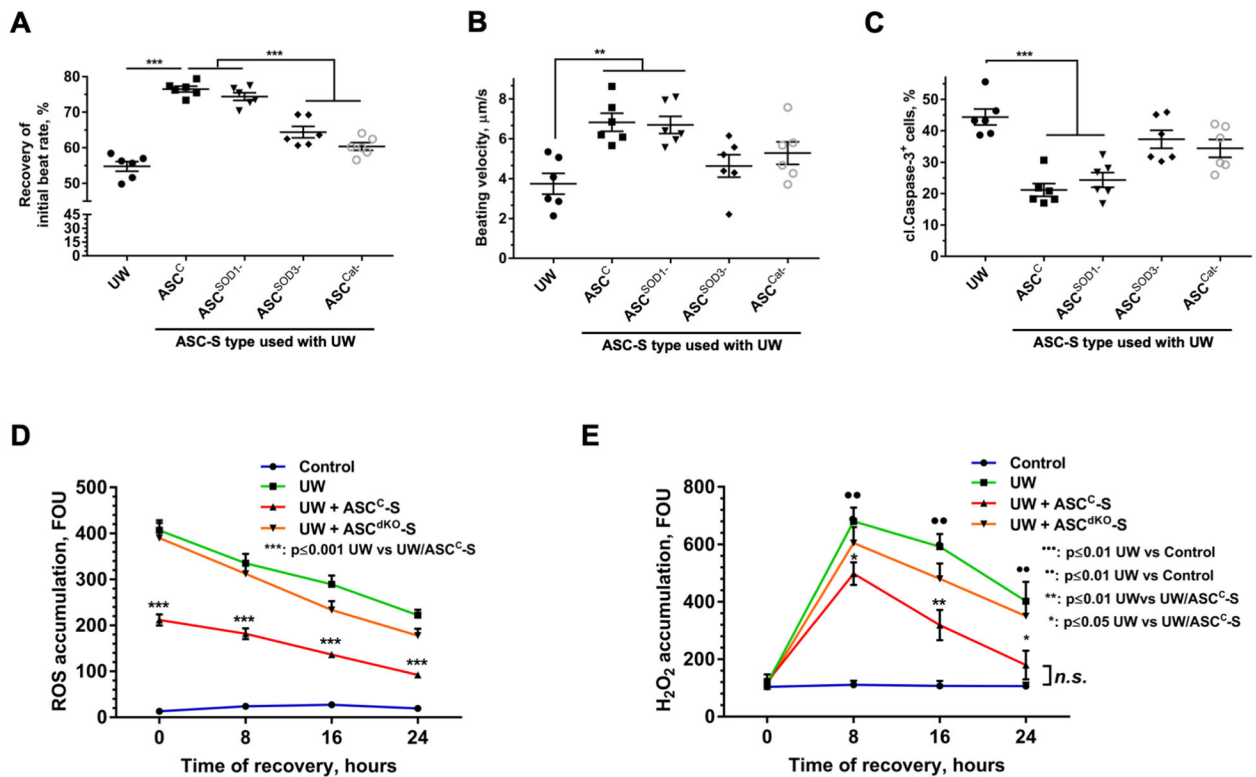 A
Recovery of
initial beat rate, %
80
70
60
50
45
30
15
0
***
***
UW
ASC^C
ASC^SOD1-
ASC^SOD3-
ASC^Cat-
ASC-S type used with UW
B
Beating velocity, µm/s
8
6
4
2
0
**
UW
ASC^C
ASC^SOD1-
ASC^SOD3-
ASC^Cat-
ASC-S type used with UW
C
cl.Caspase-3⁺ cells, %
50
40
30
20
10
0
***
UW
ASC^C
ASC^SOD1-
ASC^SOD3-
ASC^Cat-
ASC-S type used with UW
D
Control
UW
UW + ASC^C-S
UW + ASC^dKO-S
***: p≤0.001 UW vs UW/ASC^C-S
ROS accumulation, FOU
500
400
300
200
100
0
***
***
***
***
0 8 16 24
Time of recovery, hours
E
Control
UW
UW + ASC^C-S
UW + ASC^dKO-S
•••: p≤0.01 UW vs Control
••: p≤0.01 UW vs Control
**: p≤0.01 UWvs UW/ASC^C-S
*: p≤0.05 UW vs UW/ASC^C-S
H₂O₂ accumulation, FOU
800
600
400
200
0
••
••
••
*
**
*
n.s.
0 8 16 24
Time of recovery, hours